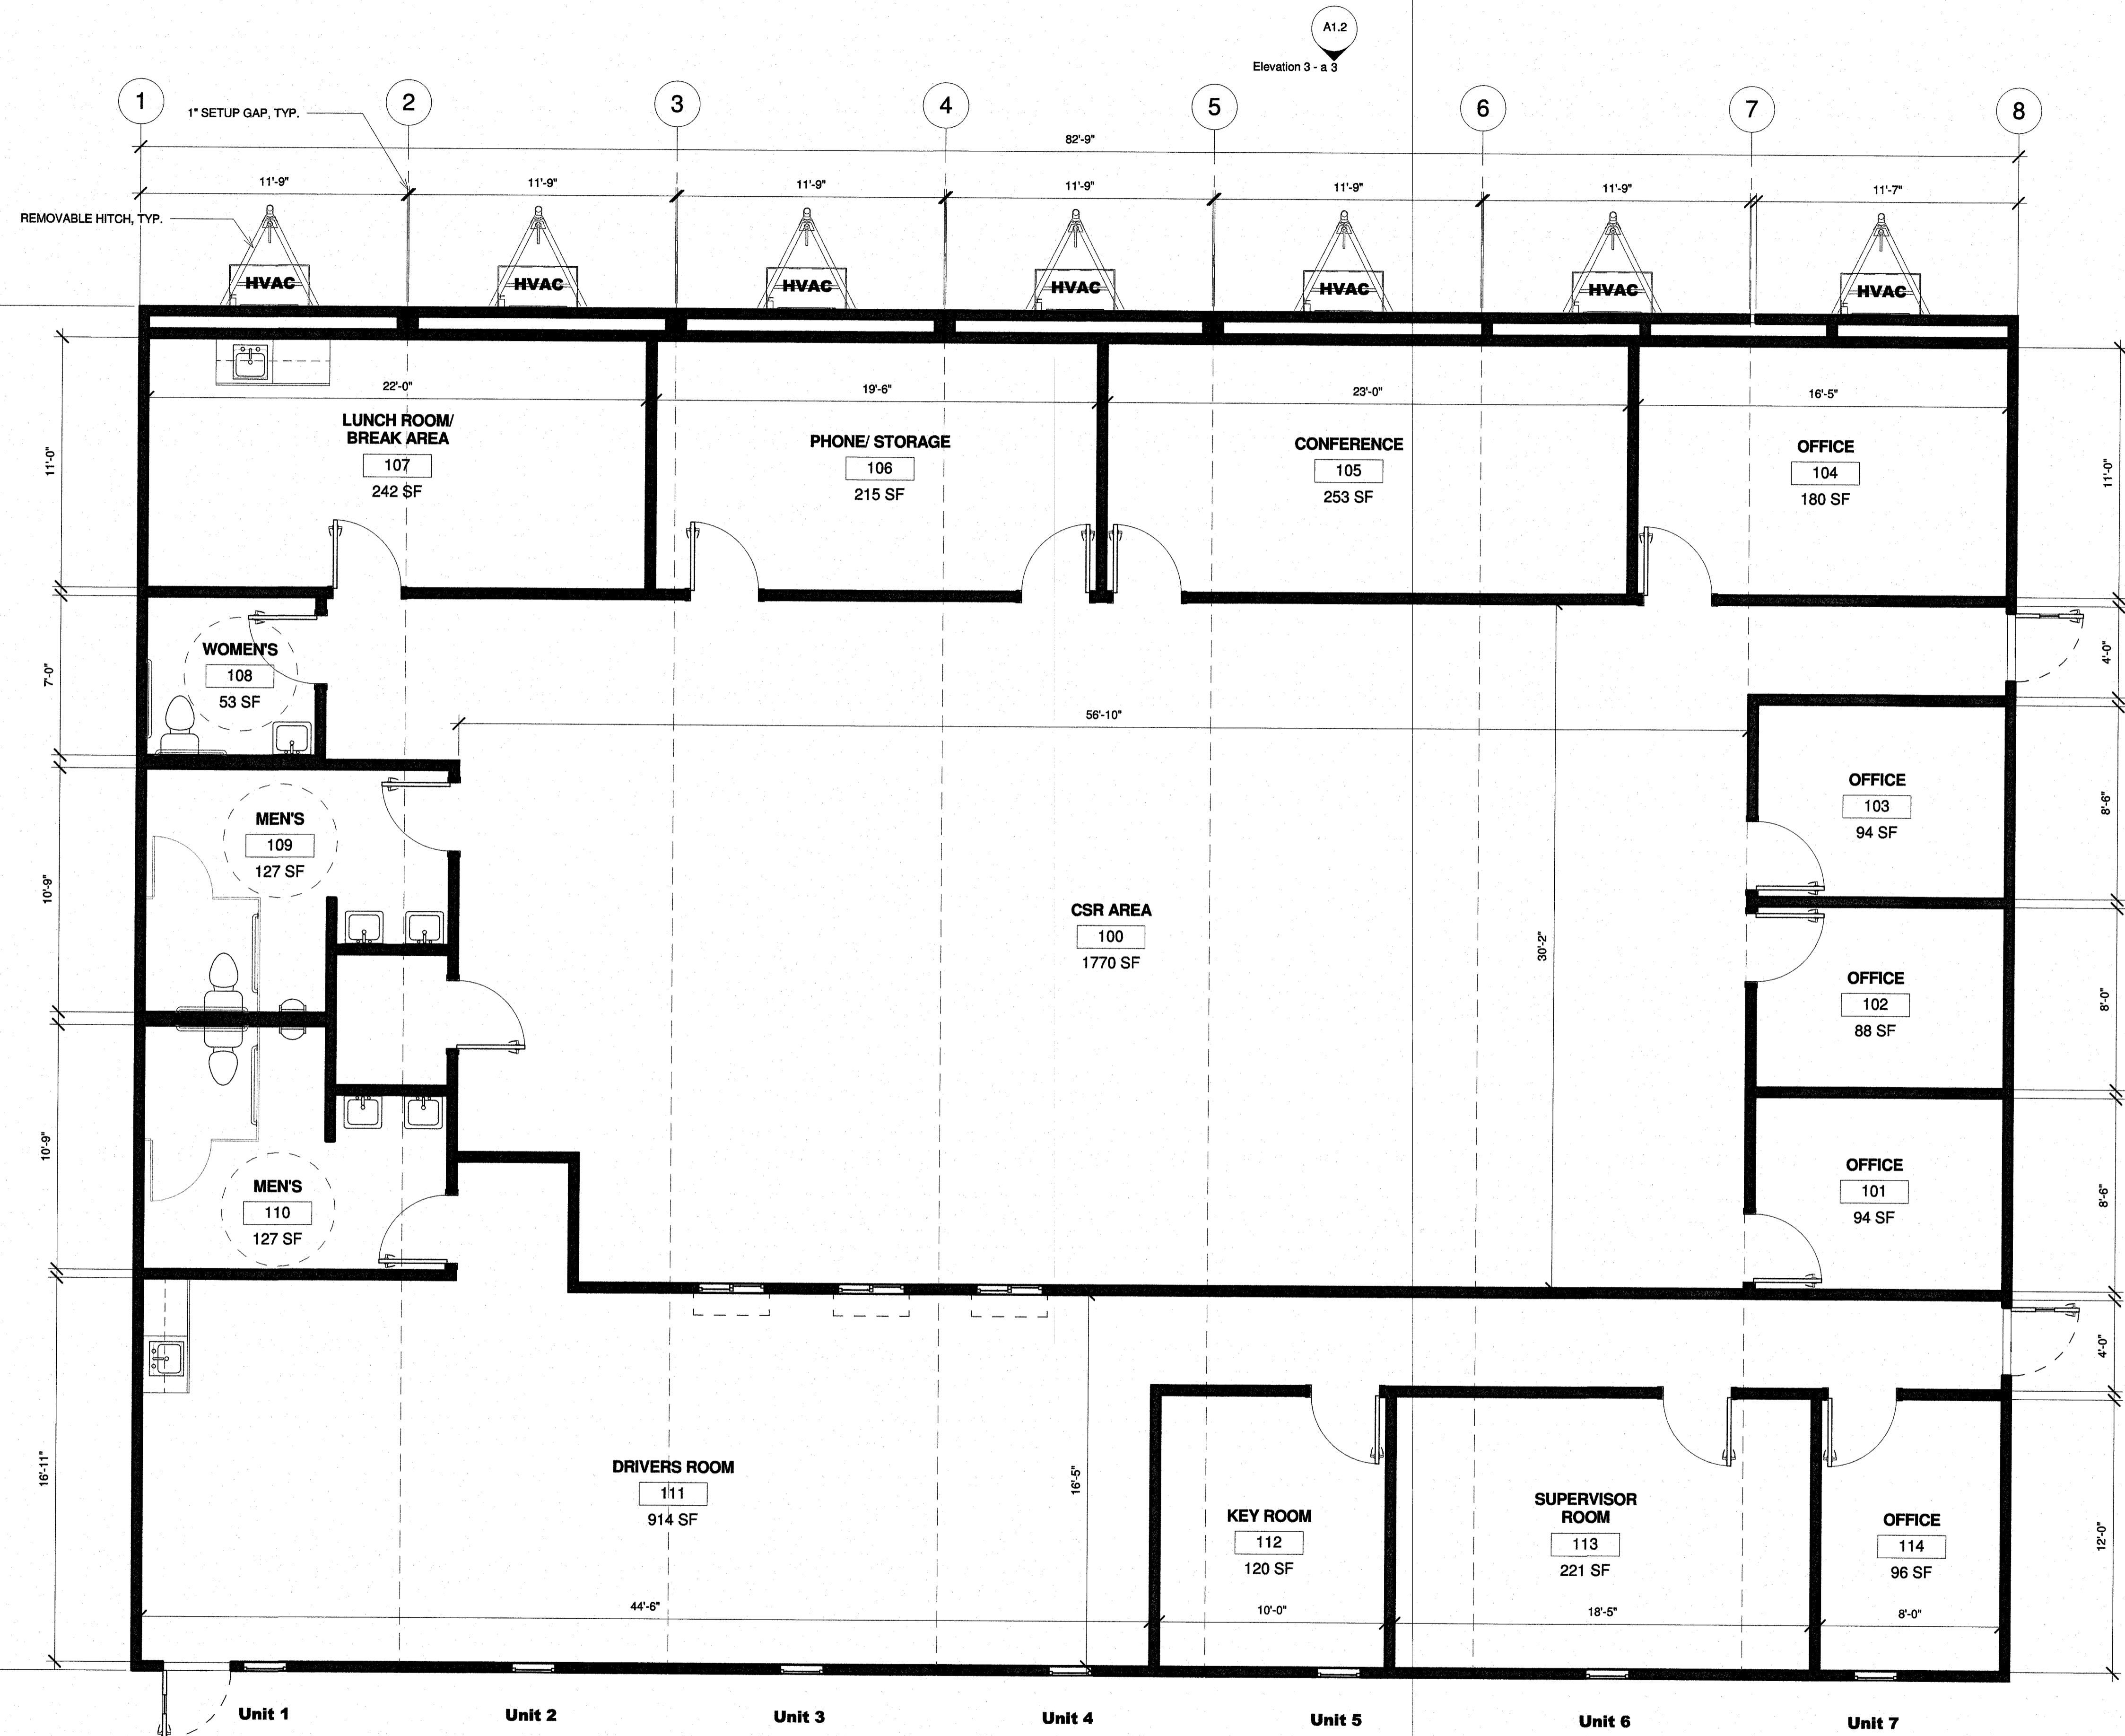 A1.2
Elevation 3 - a 3
1
2
3
4
5
6
7
8
1" SETUP GAP, TYP.
82'-9"
11'-9"
11'-9"
11'-9"
11'-9"
11'-9"
11'-9"
11'-7"
REMOVABLE HITCH, TYP.
HVAC
HVAC
HVAC
HVAC
HVAC
HVAC
HVAC
22'-0"
19'-6"
23'-0"
16'-5"
LUNCH ROOM/
BREAK AREA
107
242 SF
PHONE/ STORAGE
106
215 SF
CONFERENCE
105
253 SF
OFFICE
104
180 SF
11'-0"
11'-0"
WOMEN'S
108
53 SF
7'-0"
4'-0"
56'-10"
MEN'S
109
127 SF
10'-9"
OFFICE
103
94 SF
8'-6"
CSR AREA
100
1770 SF
30'-2"
OFFICE
102
88 SF
8'-0"
MEN'S
110
127 SF
10'-9"
OFFICE
101
94 SF
8'-6"
4'-0"
DRIVERS ROOM
111
914 SF
16'-11"
16'-5"
KEY ROOM
112
120 SF
SUPERVISOR
ROOM
113
221 SF
OFFICE
114
96 SF
12'-0"
44'-6"
10'-0"
18'-5"
8'-0"
Unit 1
Unit 2
Unit 3
Unit 4
Unit 5
Unit 6
Unit 7